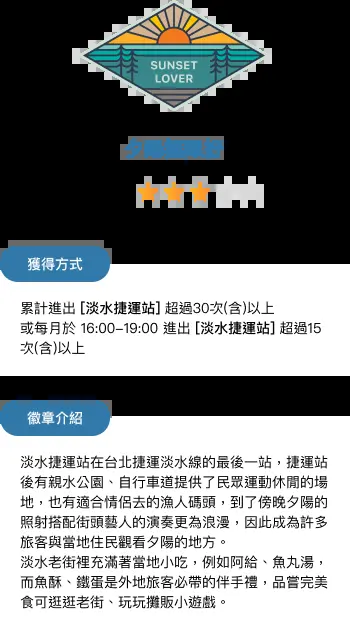 SUNSET
LOVER
獲得方式
累計進出 [淡水捷運站] 超過30次(含)以上
或每月於 16:00–19:00 進出 [淡水捷運站] 超過15
次(含)以上
徽章介紹
淡水捷運站在台北捷運淡水線的最後一站，捷運站
後有親水公園、自行車道提供了民眾運動休閒的場
地，也有適合情侶去的漁人碼頭，到了傍晚夕陽的
照射搭配街頭藝人的演奏更為浪漫，因此成為許多
旅客與當地住民觀看夕陽的地方。
淡水老街裡充滿著當地小吃，例如阿給、魚丸湯，
而魚酥、鐵蛋是外地旅客必帶的伴手禮，品嘗完美
食可逛逛老街、玩玩攤販小遊戲。